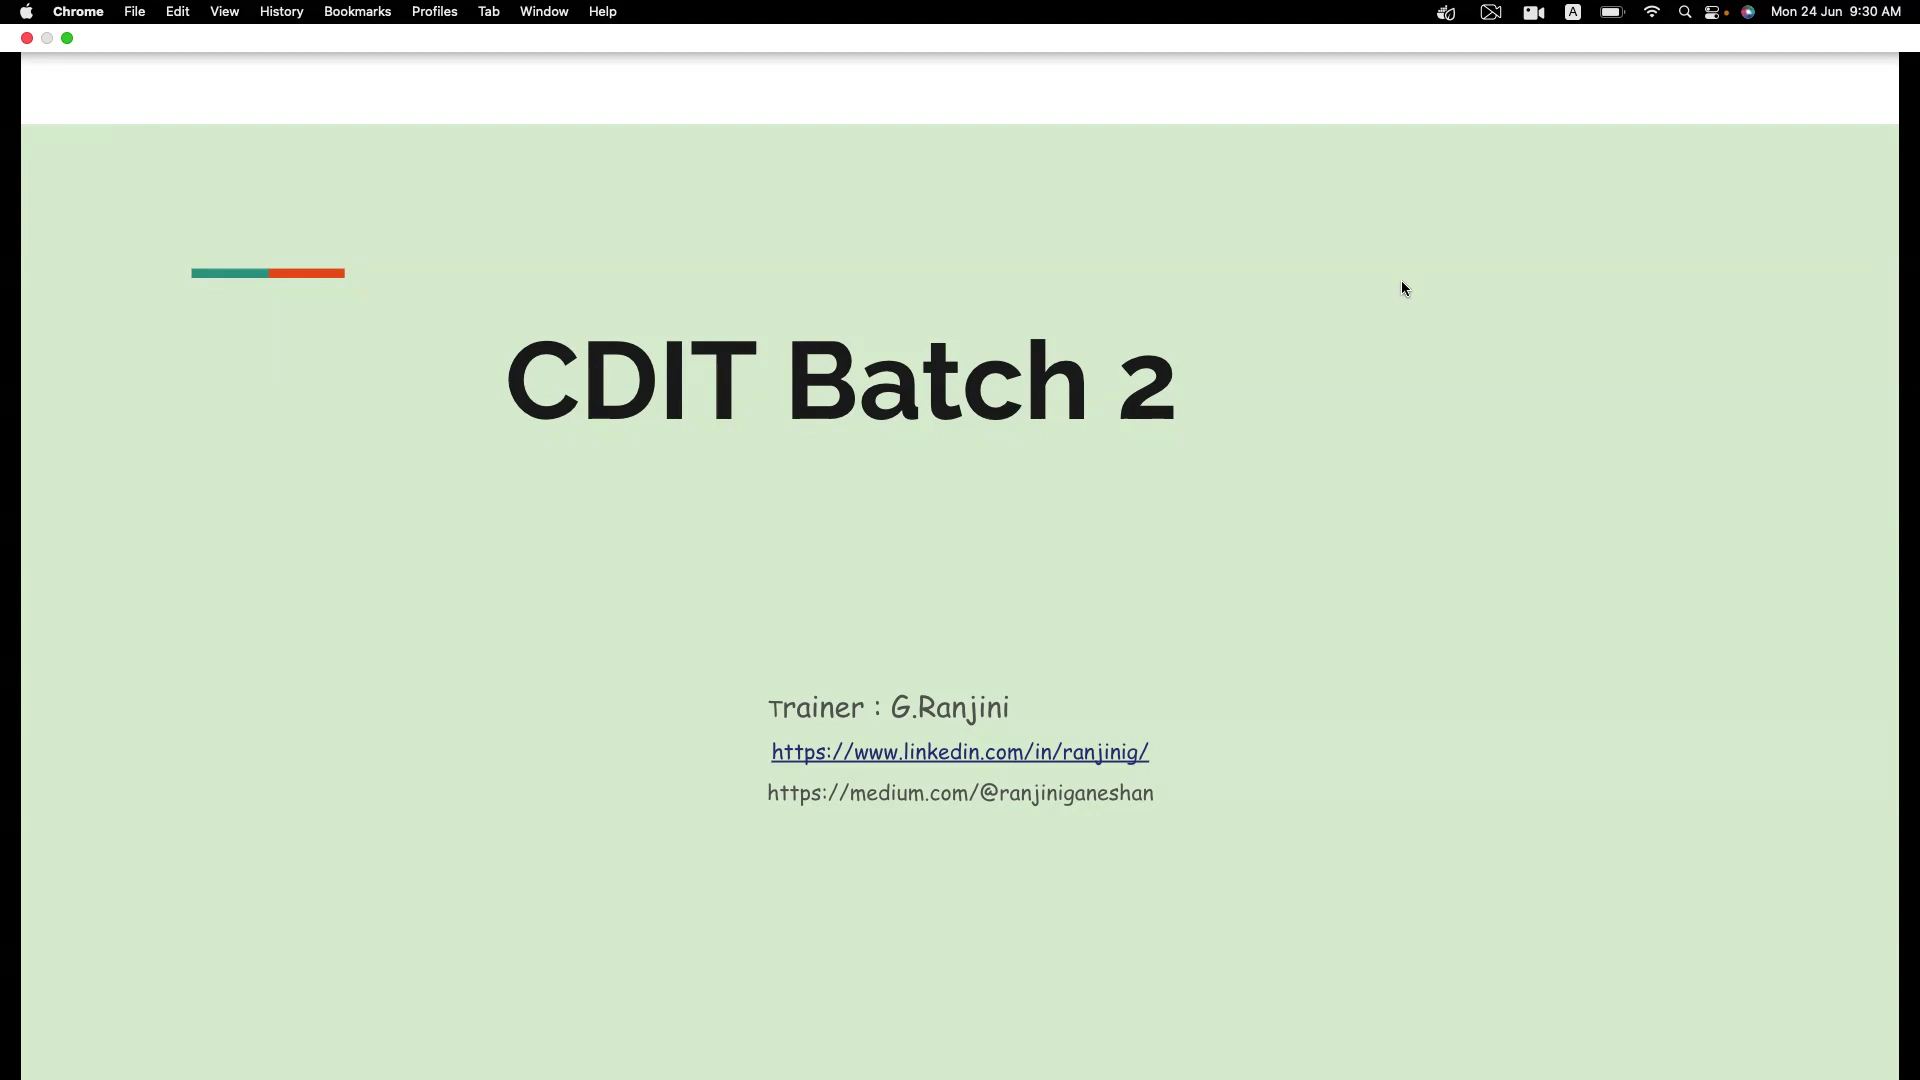 Chrome File Edit View History Bookmarks Profiles Tab Window Help A Mon 24 Jun 9:30 AM
CDIT Batch 2
Trainer : G.Ranjini
https://www.linkedin.com/in/ranjinig/
https://medium.com/@ranjiniganeshan